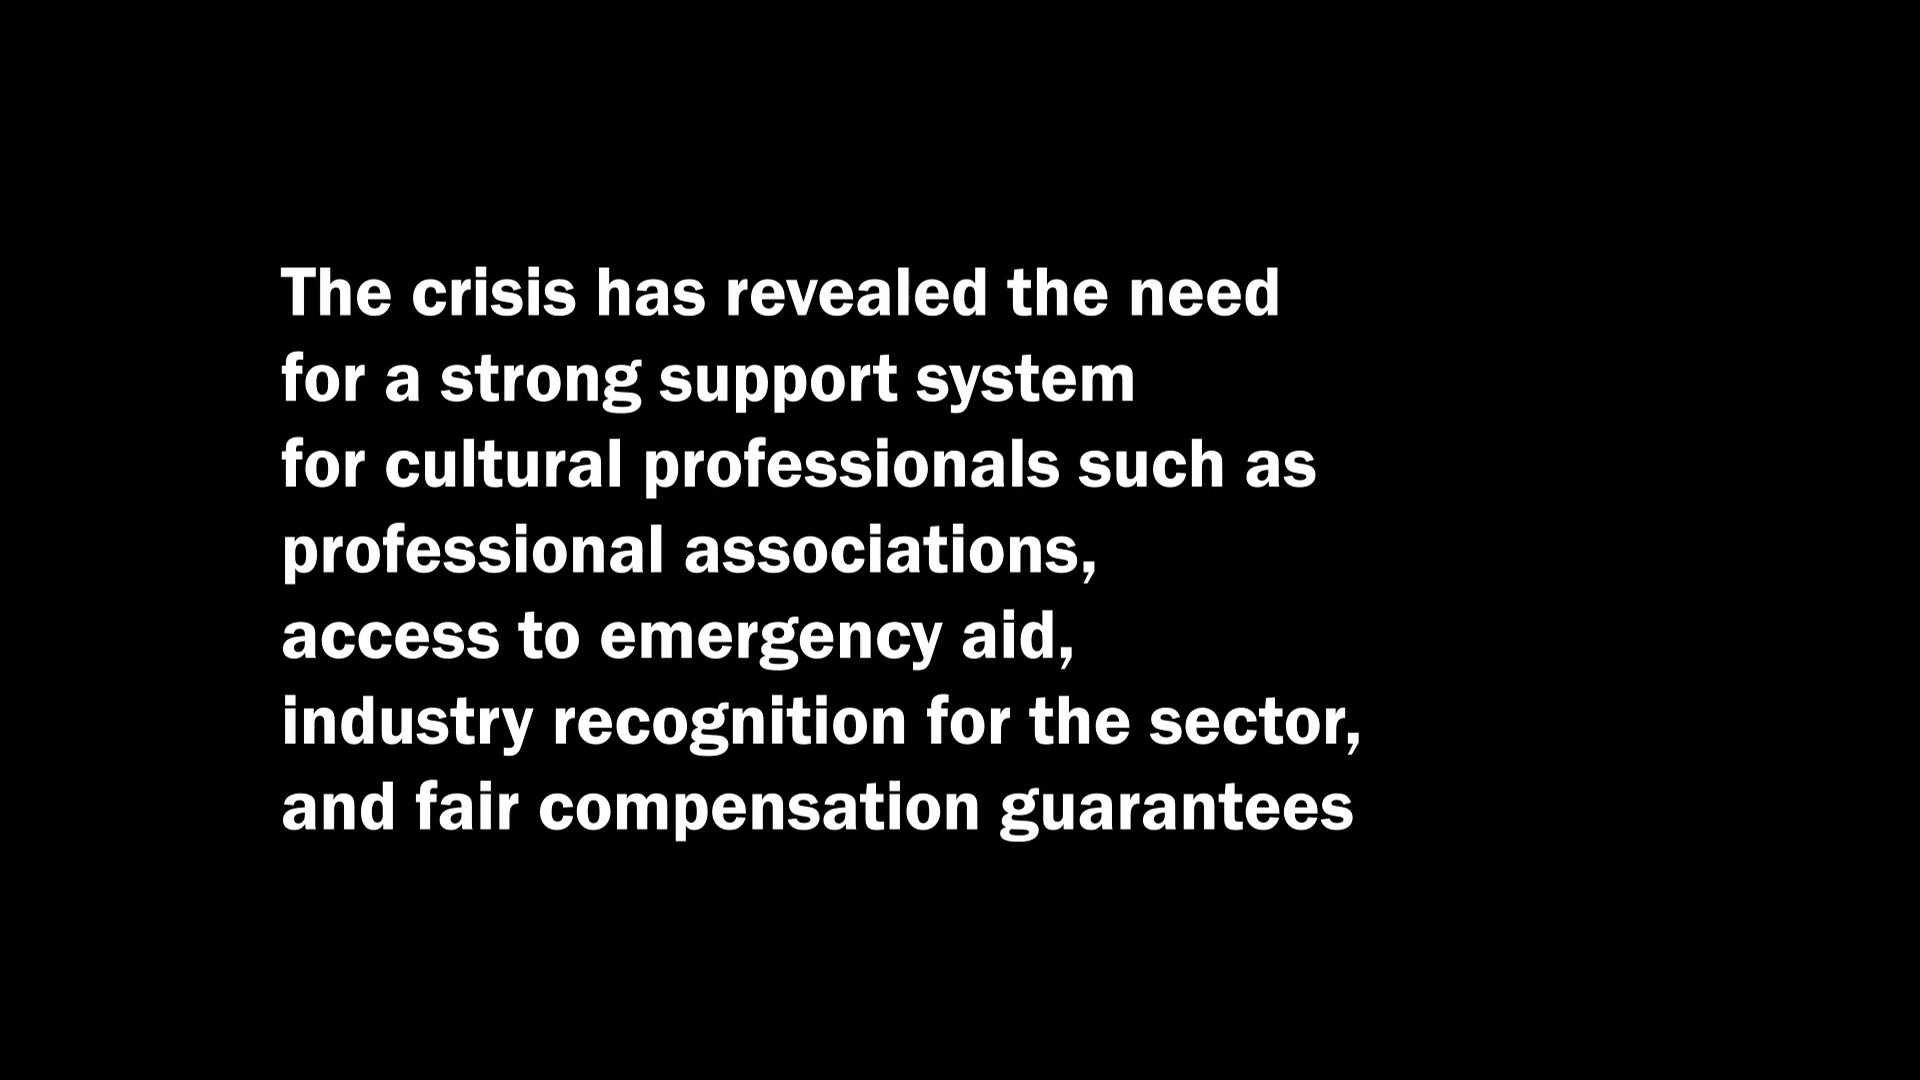 The crisis has revealed the need
for a strong support system
for cultural professionals such as
professional associations,
access to emergency aid,
industry recognition for the sector,
and fair compensation guarantees